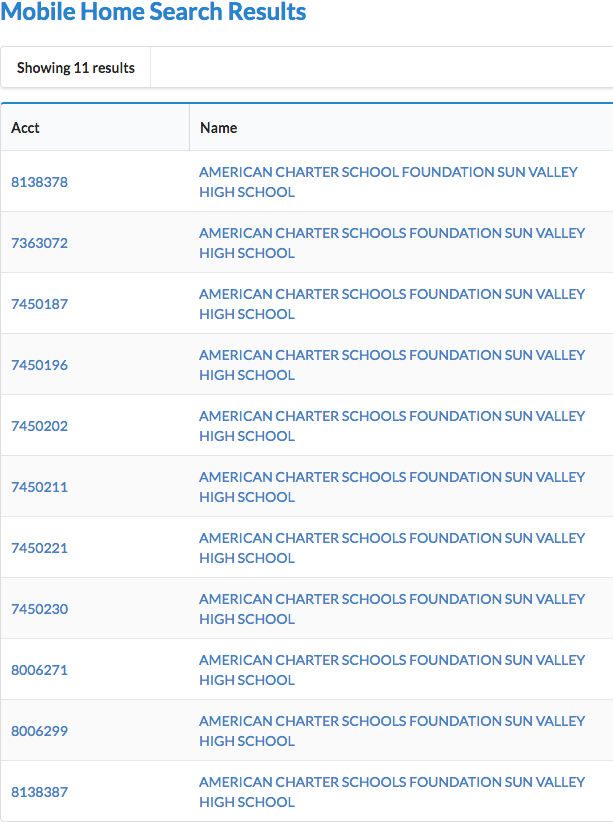 Mobile Home Search Results
Showing 11 results
Acct Name
8138378 AMERICAN CHARTER SCHOOL FOUNDATION SUN VALLEY
HIGH SCHOOL
7363072 AMERICAN CHARTER SCHOOLS FOUNDATION SUN VALLEY
HIGH SCHOOL
7450187 AMERICAN CHARTER SCHOOLS FOUNDATION SUN VALLEY
HIGH SCHOOL
7450196 AMERICAN CHARTER SCHOOLS FOUNDATION SUN VALLEY
HIGH SCHOOL
7450202 AMERICAN CHARTER SCHOOLS FOUNDATION SUN VALLEY
HIGH SCHOOL
7450211 AMERICAN CHARTER SCHOOLS FOUNDATION SUN VALLEY
HIGH SCHOOL
7450221 AMERICAN CHARTER SCHOOLS FOUNDATION SUN VALLEY
HIGH SCHOOL
7450230 AMERICAN CHARTER SCHOOLS FOUNDATION SUN VALLEY
HIGH SCHOOL
8006271 AMERICAN CHARTER SCHOOLS FOUNDATION SUN VALLEY
HIGH SCHOOL
8006299 AMERICAN CHARTER SCHOOLS FOUNDATION SUN VALLEY
HIGH SCHOOL
8138387 AMERICAN CHARTER SCHOOLS FOUNDATION SUN VALLEY
HIGH SCHOOL